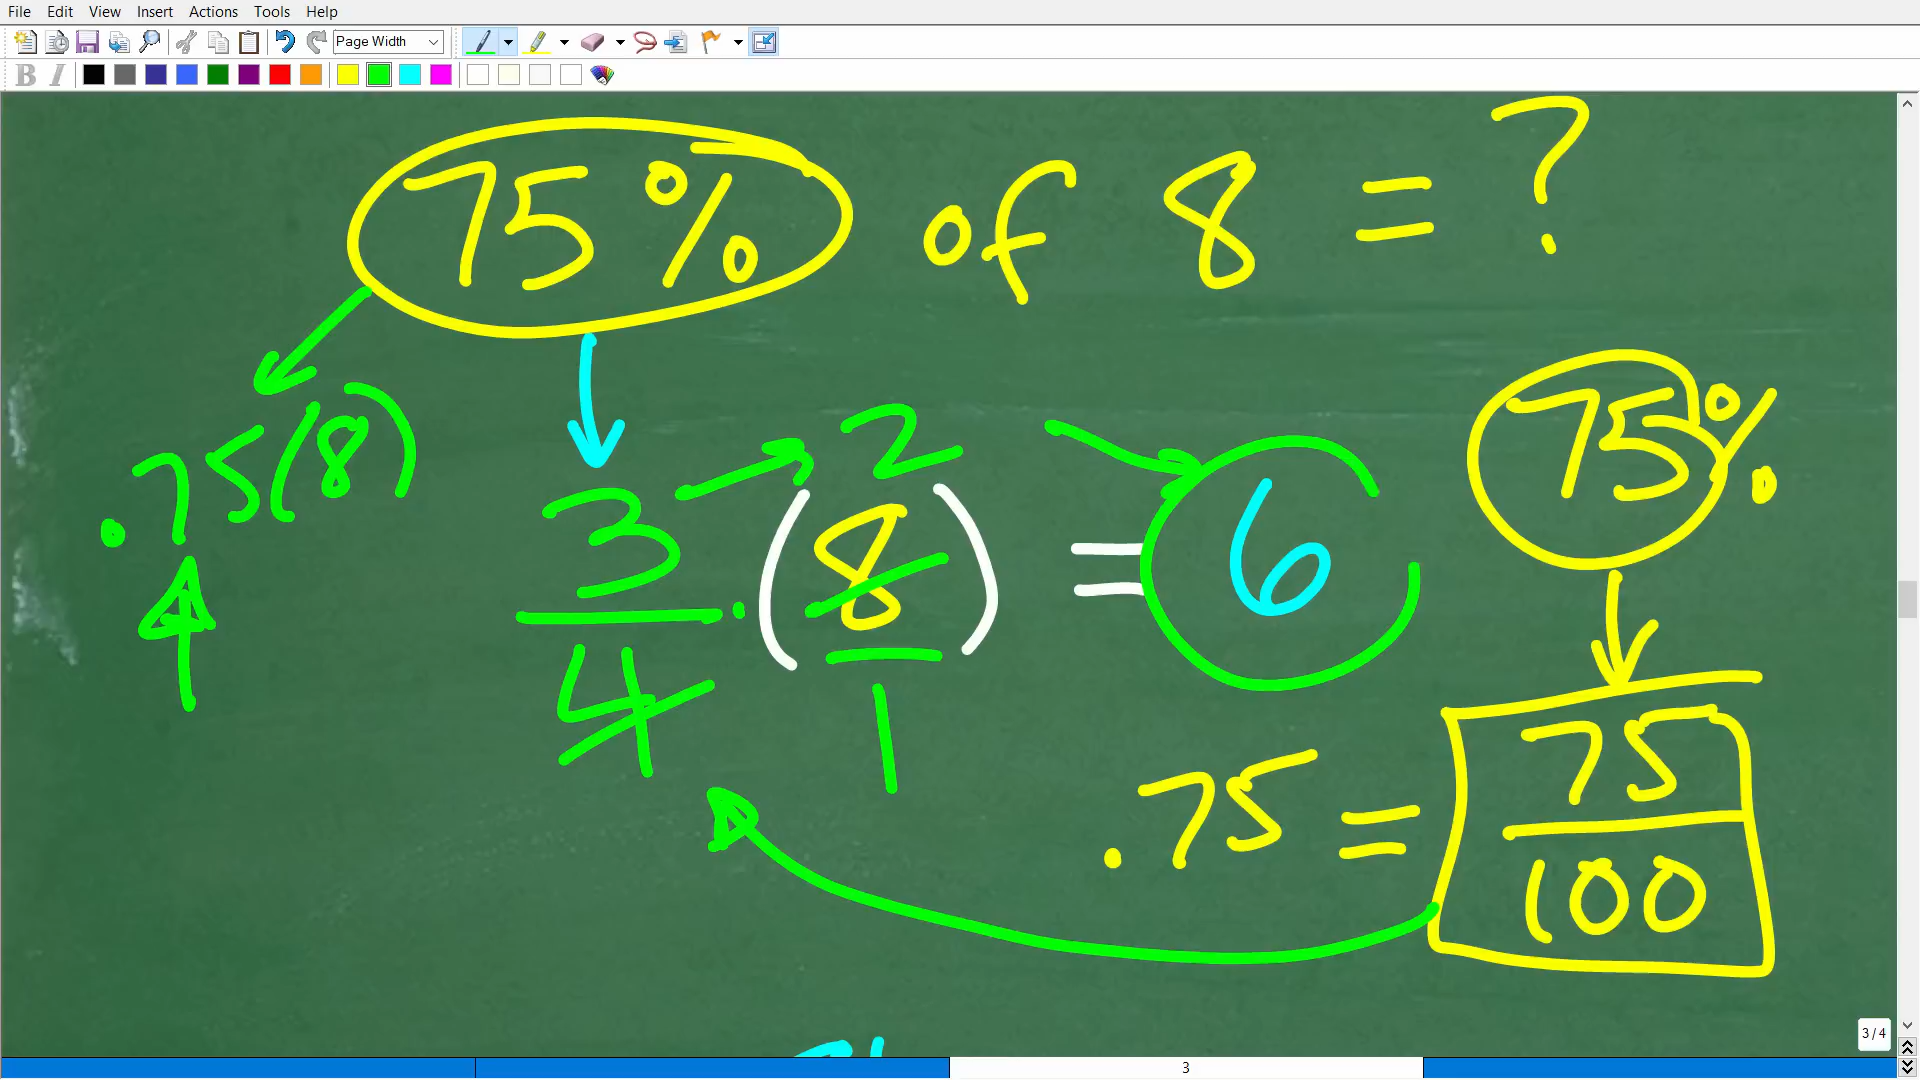 File Edit View Insert Actions Tools Help
Page Width
B I
75% of 8 = ?
.75(8)
2
3/4 · (8/1) = 6
75%
.75 = 75/100
3/4
3